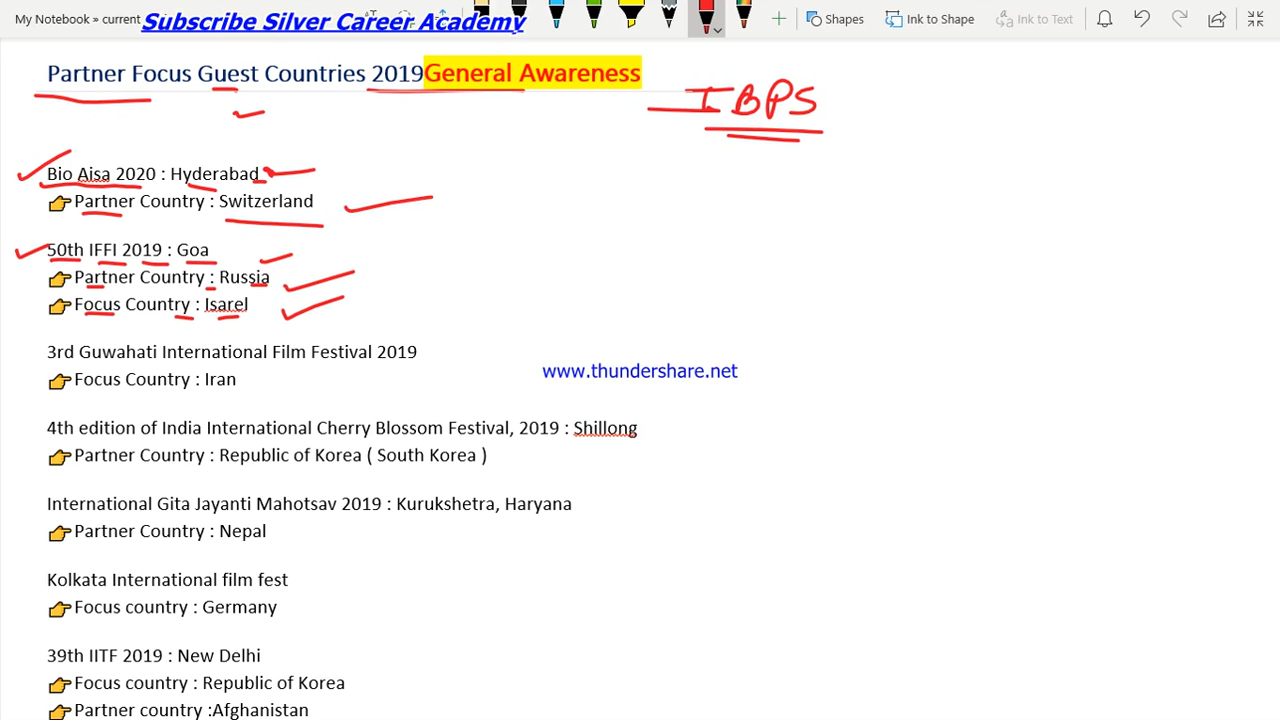 My Notebook » current
Subscribe Silver Career Academy
Shapes
Ink to Shape
Ink to Text
Partner Focus Guest Countries 2019General Awareness
IBPS
Bio Aisa 2020 : Hyderabad
Partner Country : Switzerland
50th IFFI 2019 : Goa
Partner Country : Russia
Focus Country : Isarel
3rd Guwahati International Film Festival 2019
www.thundershare.net
Focus Country : Iran
4th edition of India International Cherry Blossom Festival, 2019 : Shillong
Partner Country : Republic of Korea ( South Korea )
International Gita Jayanti Mahotsav 2019 : Kurukshetra, Haryana
Partner Country : Nepal
Kolkata International film fest
Focus country : Germany
39th IITF 2019 : New Delhi
Focus country : Republic of Korea
Partner country :Afghanistan